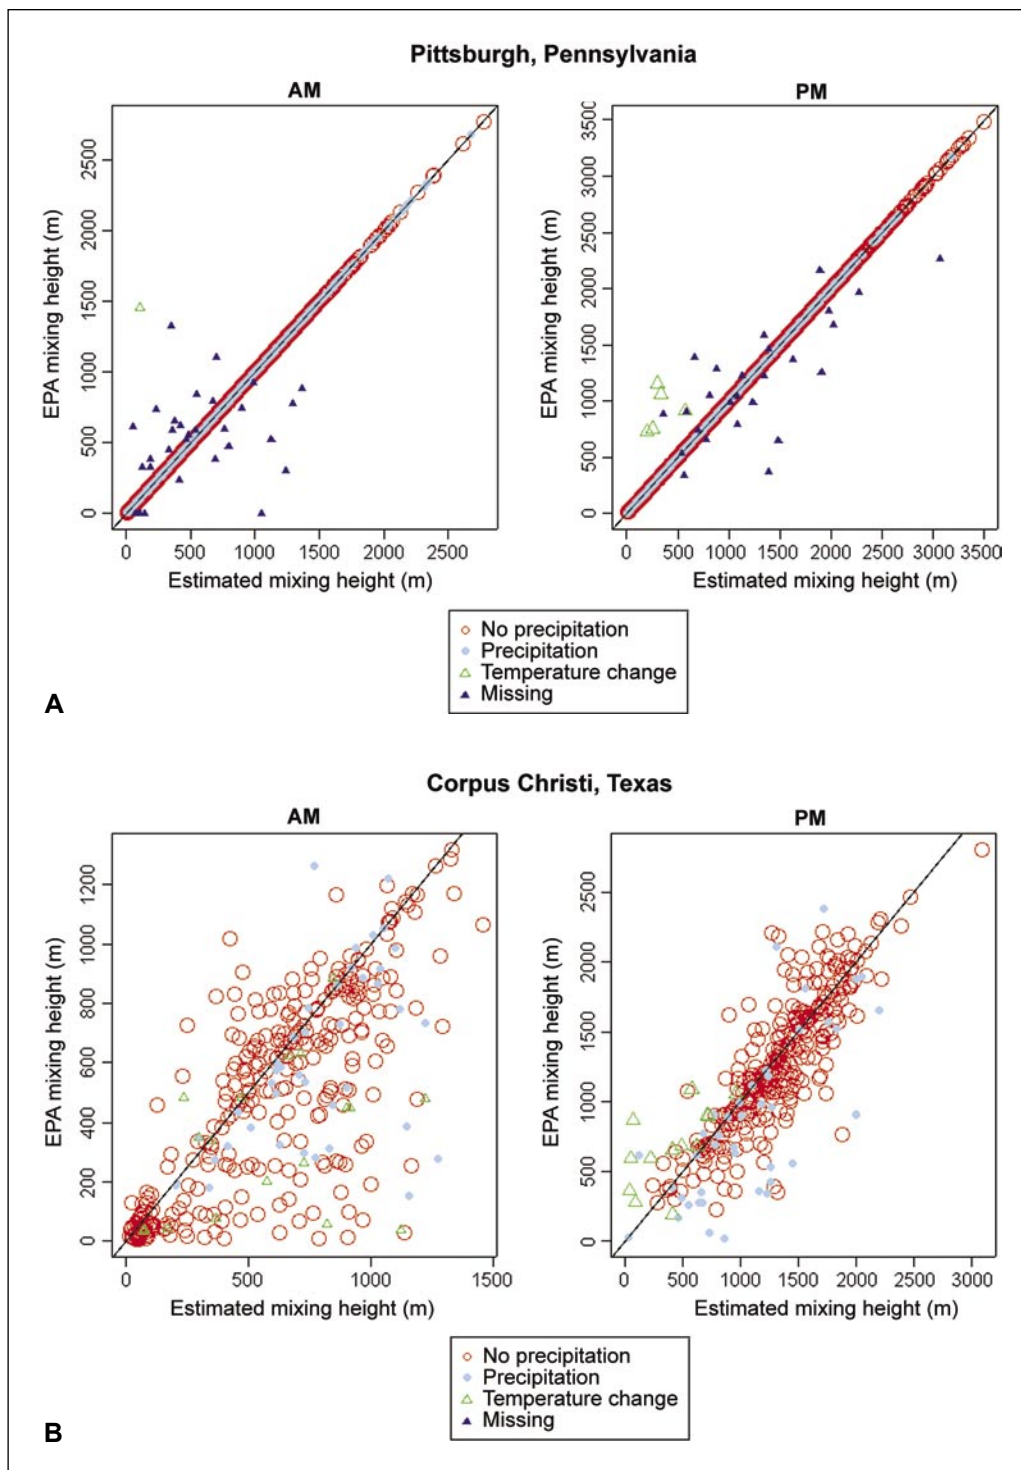 Pittsburgh, Pennsylvania
AM
PM
EPA mixing height (m)
0 500 1000 1500 2000 2500
0 500 1000 1500 2000 2500
Estimated mixing height (m)
EPA mixing height (m)
0 500 1000 1500 2000 2500 3000 3500
0 500 1000 1500 2000 2500 3000 3500
Estimated mixing height (m)
No precipitation
Precipitation
Temperature change
Missing
A
Corpus Christi, Texas
AM
PM
EPA mixing height (m)
0 200 400 600 800 1000 1200
0 500 1000 1500
Estimated mixing height (m)
EPA mixing height (m)
0 500 1000 1500 2000 2500
0 500 1000 1500 2000 2500 3000
Estimated mixing height (m)
No precipitation
Precipitation
Temperature change
Missing
B